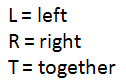 L = left
R = right
T = together